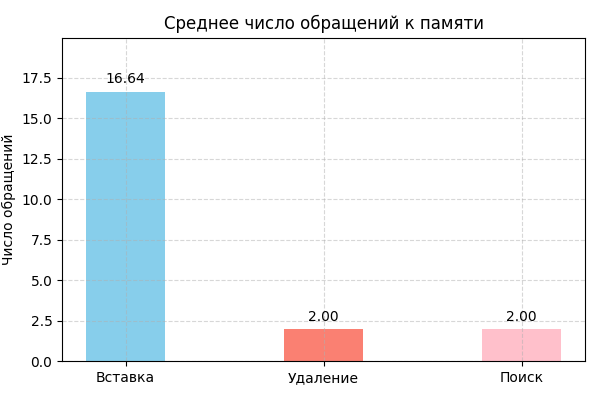 Среднее число обращений к памяти
Число обращений
17.5
15.0
12.5
10.0
7.5
5.0
2.5
0.0
16.64
2.00
2.00
Вставка
Удаление
Поиск